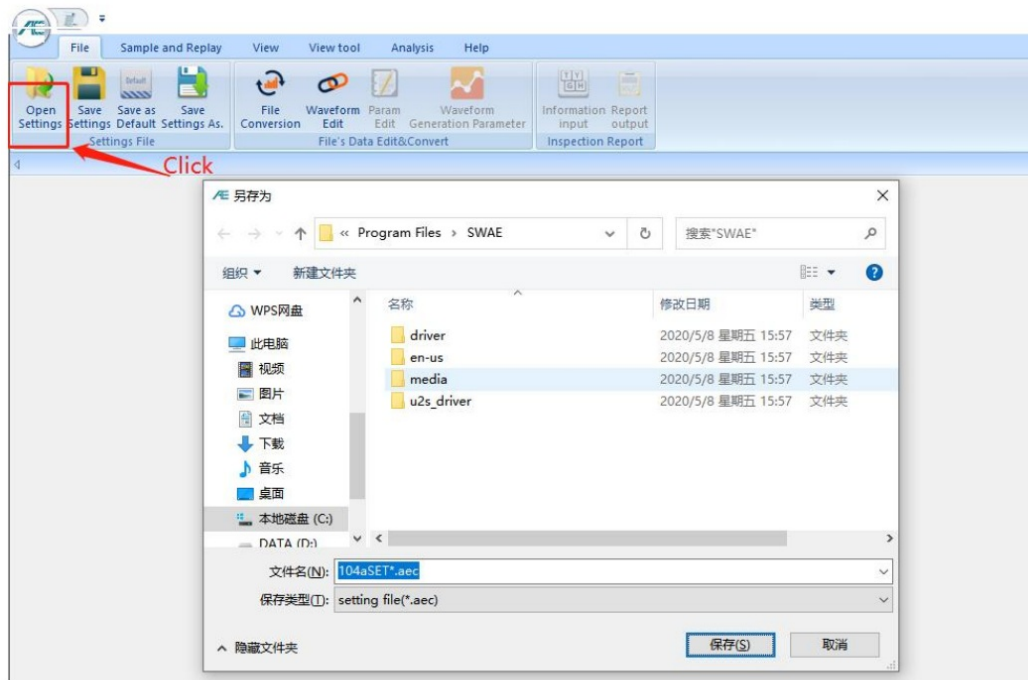 File Sample and Replay View View tool Analysis Help
Open Settings
Save Settings
Default
Save as Default
Save Settings As.
File Conversion
Waveform Edit
Param Edit
Waveform Generation Parameter
Information input
Report output
Settings File
File's Data Edit&Convert
Inspection Report
Click
另存为
« Program Files › SWAE
搜索"SWAE"
组织 新建文件夹
名称 修改日期 类型
WPS网盘
此电脑
视频
图片
文档
下载
音乐
桌面
本地磁盘 (C:)
DATA (D:)
driver 2020/5/8 星期五 15:57 文件夹
en-us 2020/5/8 星期五 15:57 文件夹
media 2020/5/8 星期五 15:57 文件夹
u2s_driver 2020/5/8 星期五 15:57 文件夹
文件名(N): 104aSET*.aec
保存类型(T): setting file(*.aec)
隐藏文件夹 保存(S) 取消